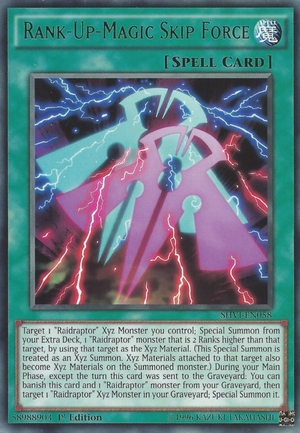 Rank-Up-Magic Skip Force
魔
[Spell Card]
SHVI-EN058
Target 1 "Raidraptor" Xyz Monster you control; Special Summon from
your Extra Deck, 1 "Raidraptor" monster that is 2 Ranks higher than that
target, by using that target as the Xyz Material. (This Special Summon is
treated as an Xyz Summon. Xyz Materials attached to that target also
become Xyz Materials on the Summoned monster.) During your Main
Phase, except the turn this card was sent to the Graveyard: You can
banish this card and 1 "Raidraptor" monster from your Graveyard, then
target 1 "Raidraptor" Xyz Monster in your Graveyard; Special Summon it.
58988903 1st Edition ©1996 KAZUKI TAKAHASHI